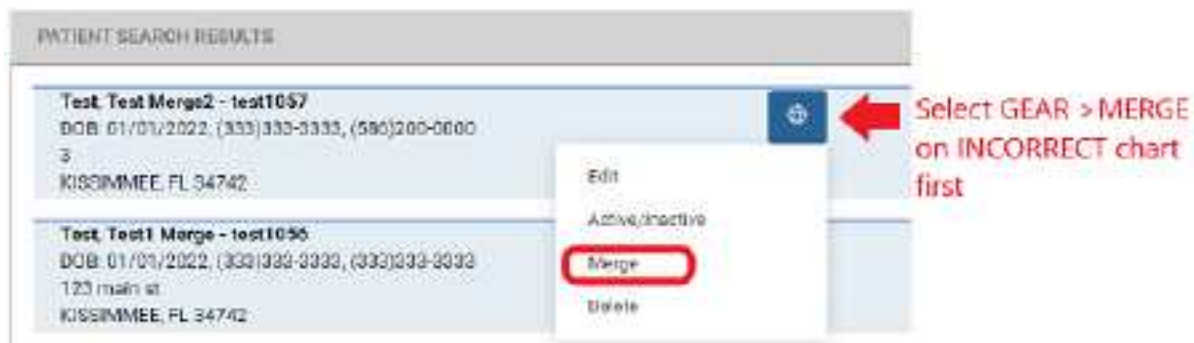 PATIENT SEARCH RESULTS
Test, Test Merge2 - test1057
DOB: 01/01/2022, (333)333-3333, (586)200-0000
3
KISSIMMEE, FL 34742
Test, Test1 Merge - test1056
DOB: 01/01/2022, (333)333-3333, (333)333-3333
123 main st
KISSIMMEE, FL 34742
Edit
Active/Inactive
Merge
Delete
Select GEAR > MERGE
on INCORRECT chart
first